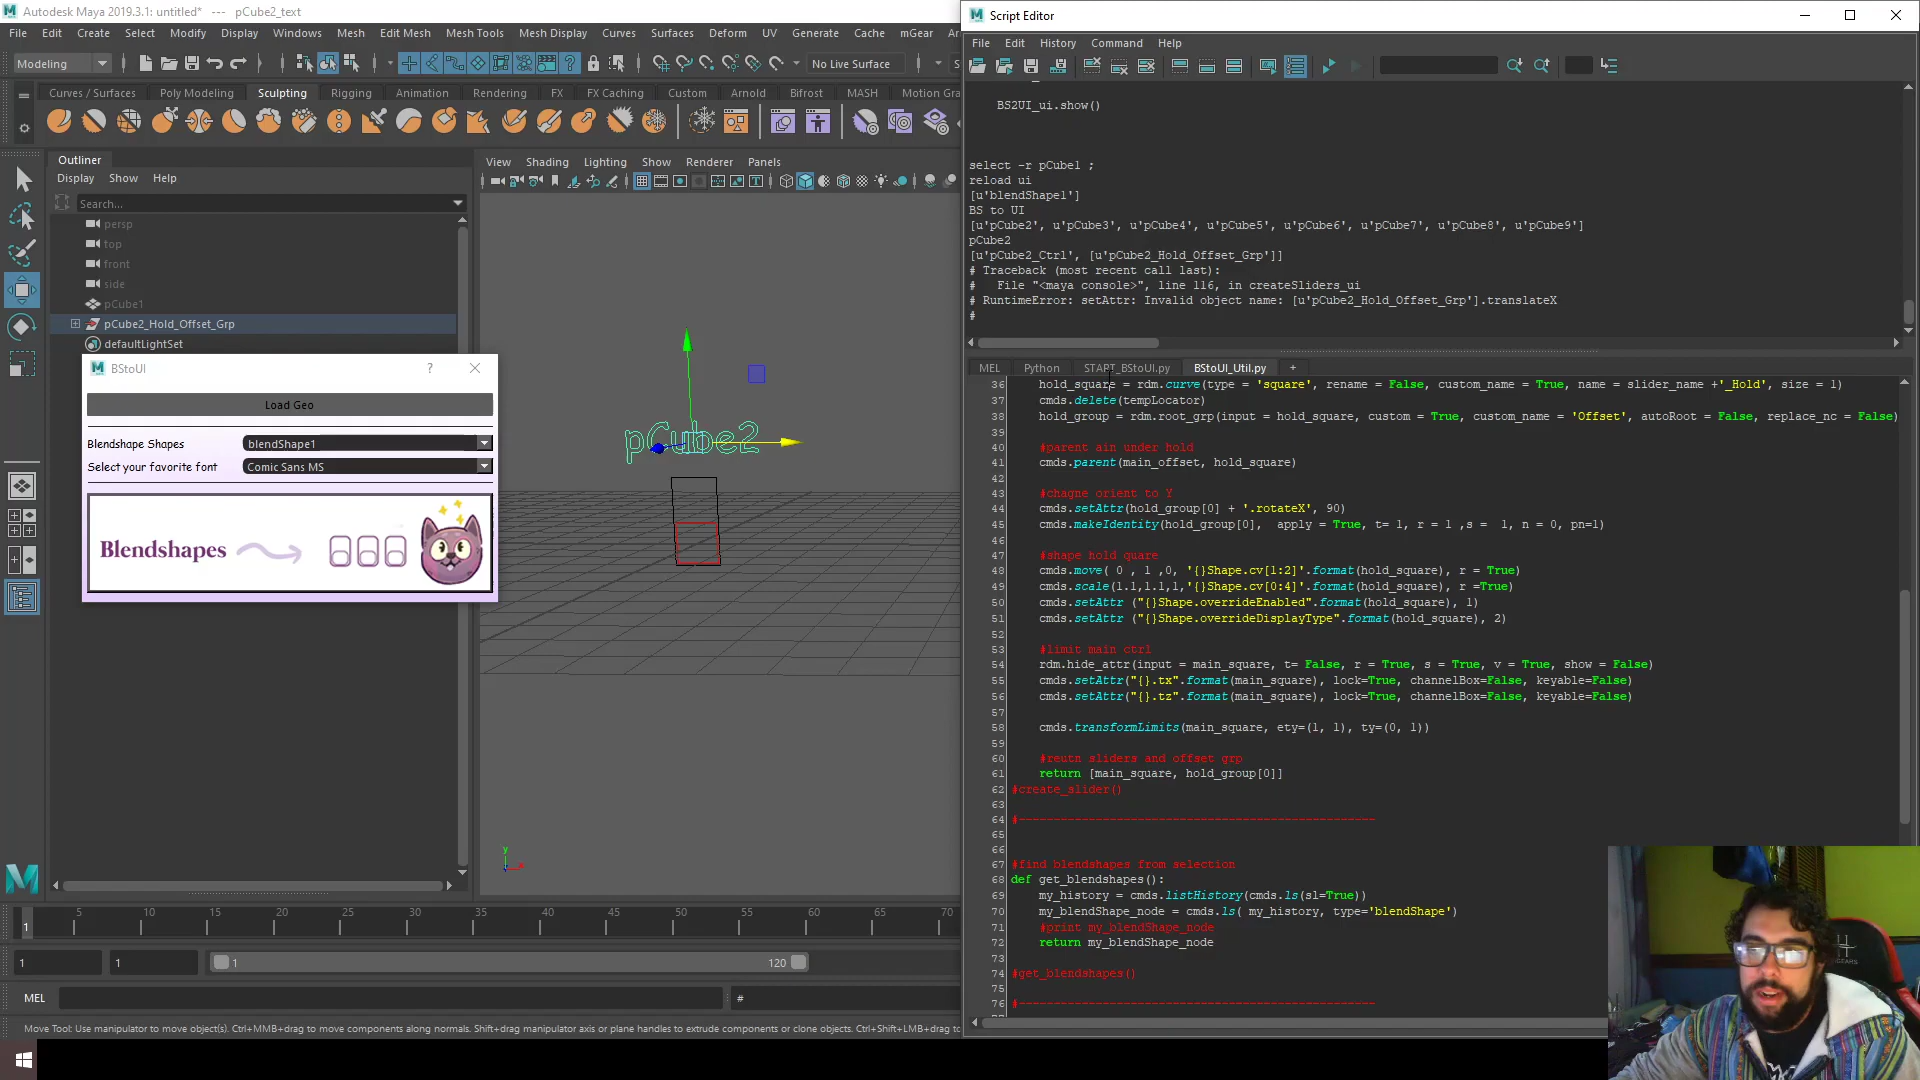 Autodesk Maya 2019.3.1: untitled* --- pCube2_text
File Edit Create Select Modify Display Windows Mesh Edit Mesh Mesh Tools Mesh Display Curves Surfaces Deform UV Generate Cache mGear Ar
Modeling
No Live Surface
Curves / Surfaces Poly Modeling Sculpting Rigging Animation Rendering FX FX Caching Custom Arnold Bifrost MASH Motion Gra
Outliner
Display Show Help
Search...
persp
top
front
side
pCube1
pCube2_Hold_Offset_Grp
defaultLightSet
View Shading Lighting Show Renderer Panels
pCube2
BStoUI
?
Load Geo
Blendshape Shapes blendShape1
Select your favorite font Comic Sans MS
Blendshapes
y
5 10 15 20 25 30 35 40 45 50 55 60 65 70
1
1 1 1 120
MEL #
Move Tool: Use manipulator to move object(s). Ctrl+MMB+drag to move components along normals. Shift+drag manipulator axis or plane handles to extrude components or clone objects. Ctrl+Shift+LMB+drag to
Script Editor
File Edit History Command Help
BS2UI_ui.show()
select -r pCube1 ;
reload ui
[u'blendShape1']
BS to UI
[u'pCube2', u'pCube3', u'pCube4', u'pCube5', u'pCube6', u'pCube7', u'pCube8', u'pCube9']
pCube2
[u'pCube2_Ctrl', [u'pCube2_Hold_Offset_Grp']]
# Traceback (most recent call last):
#   File "<maya console>", line 116, in createSliders_ui
# RuntimeError: setAttr: Invalid object name: [u'pCube2_Hold_Offset_Grp'].translateX
#
MEL Python START_BStoUI.py BStoUI_Util.py +
36 hold_square = rdm.curve(type = 'square', rename = False, custom_name = True, name = slider_name +'_Hold', size = 1)
37 cmds.delete(tempLocator)
38 hold_group = rdm.root_grp(input = hold_square, custom = True, custom_name = 'Offset', autoRoot = False, replace_nc = False)
39
40 #parent ain under hold
41 cmds.parent(main_offset, hold_square)
42
43 #chagne orient to Y
44 cmds.setAttr(hold_group[0] + '.rotateX', 90)
45 cmds.makeIdentity(hold_group[0],  apply = True, t= 1, r = 1 ,s =  1, n = 0, pn=1)
46
47 #shape hold quare
48 cmds.move( 0 , 1 ,0, '{}Shape.cv[1:2]'.format(hold_square), r = True)
49 cmds.scale(1.1,1.1,1,'{}Shape.cv[0:4]'.format(hold_square), r =True)
50 cmds.setAttr ("{}Shape.overrideEnabled".format(hold_square), 1)
51 cmds.setAttr ("{}Shape.overrideDisplayType".format(hold_square), 2)
52
53 #limit main ctrl
54 rdm.hide_attr(input = main_square, t= False, r = True, s = True, v = True, show = False)
55 cmds.setAttr("{}.tx".format(main_square), lock=True, channelBox=False, keyable=False)
56 cmds.setAttr("{}.tz".format(main_square), lock=True, channelBox=False, keyable=False)
57
58 cmds.transformLimits(main_square, ety=(1, 1), ty=(0, 1))
59
60 #reutn sliders and offset grp
61 return [main_square, hold_group[0]]
62 #create_slider()
63
64 #----------------------------------------------------
65
66
67 #find blendshapes from selection
68 def get_blendshapes():
69 my_history = cmds.listHistory(cmds.ls(sl=True))
70 my_blendShape_node = cmds.ls( my_history, type='blendShape')
71 #print my_blendShape_node
72 return my_blendShape_node
73
74 #get_blendshapes()
75
76 #----------------------------------------------------